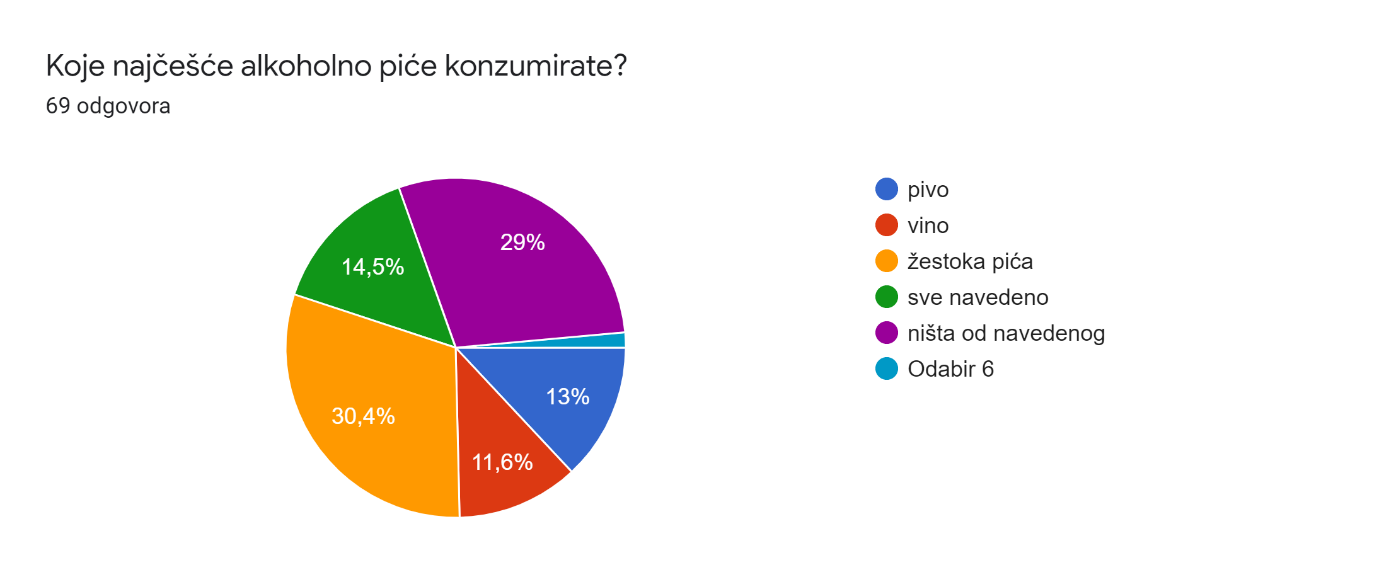 Koje najčešće alkoholno piće konzumirate?
69 odgovora
29%
14,5%
30,4%
13%
11,6%
pivo
vino
žestoka pića
sve navedeno
ništa od navedenog
Odabir 6